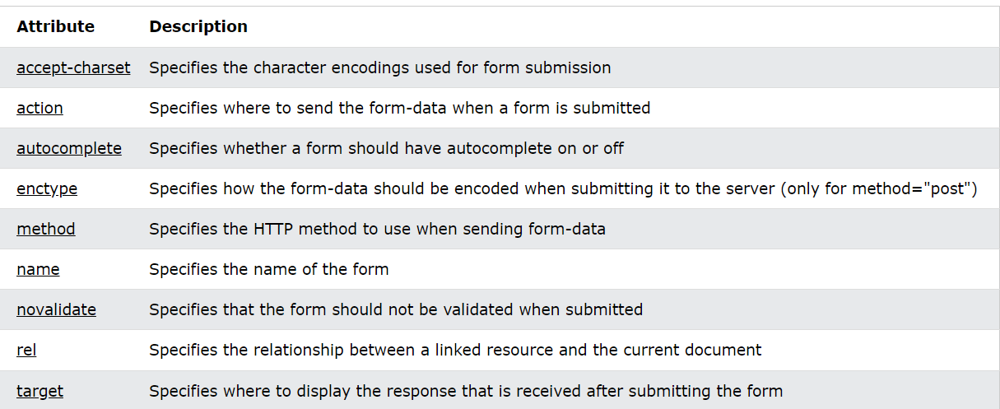 Attribute Description
accept-charset Specifies the character encodings used for form submission
action Specifies where to send the form-data when a form is submitted
autocomplete Specifies whether a form should have autocomplete on or off
enctype Specifies how the form-data should be encoded when submitting it to the server (only for method="post")
method Specifies the HTTP method to use when sending form-data
name Specifies the name of the form
novalidate Specifies that the form should not be validated when submitted
rel Specifies the relationship between a linked resource and the current document
target Specifies where to display the response that is received after submitting the form